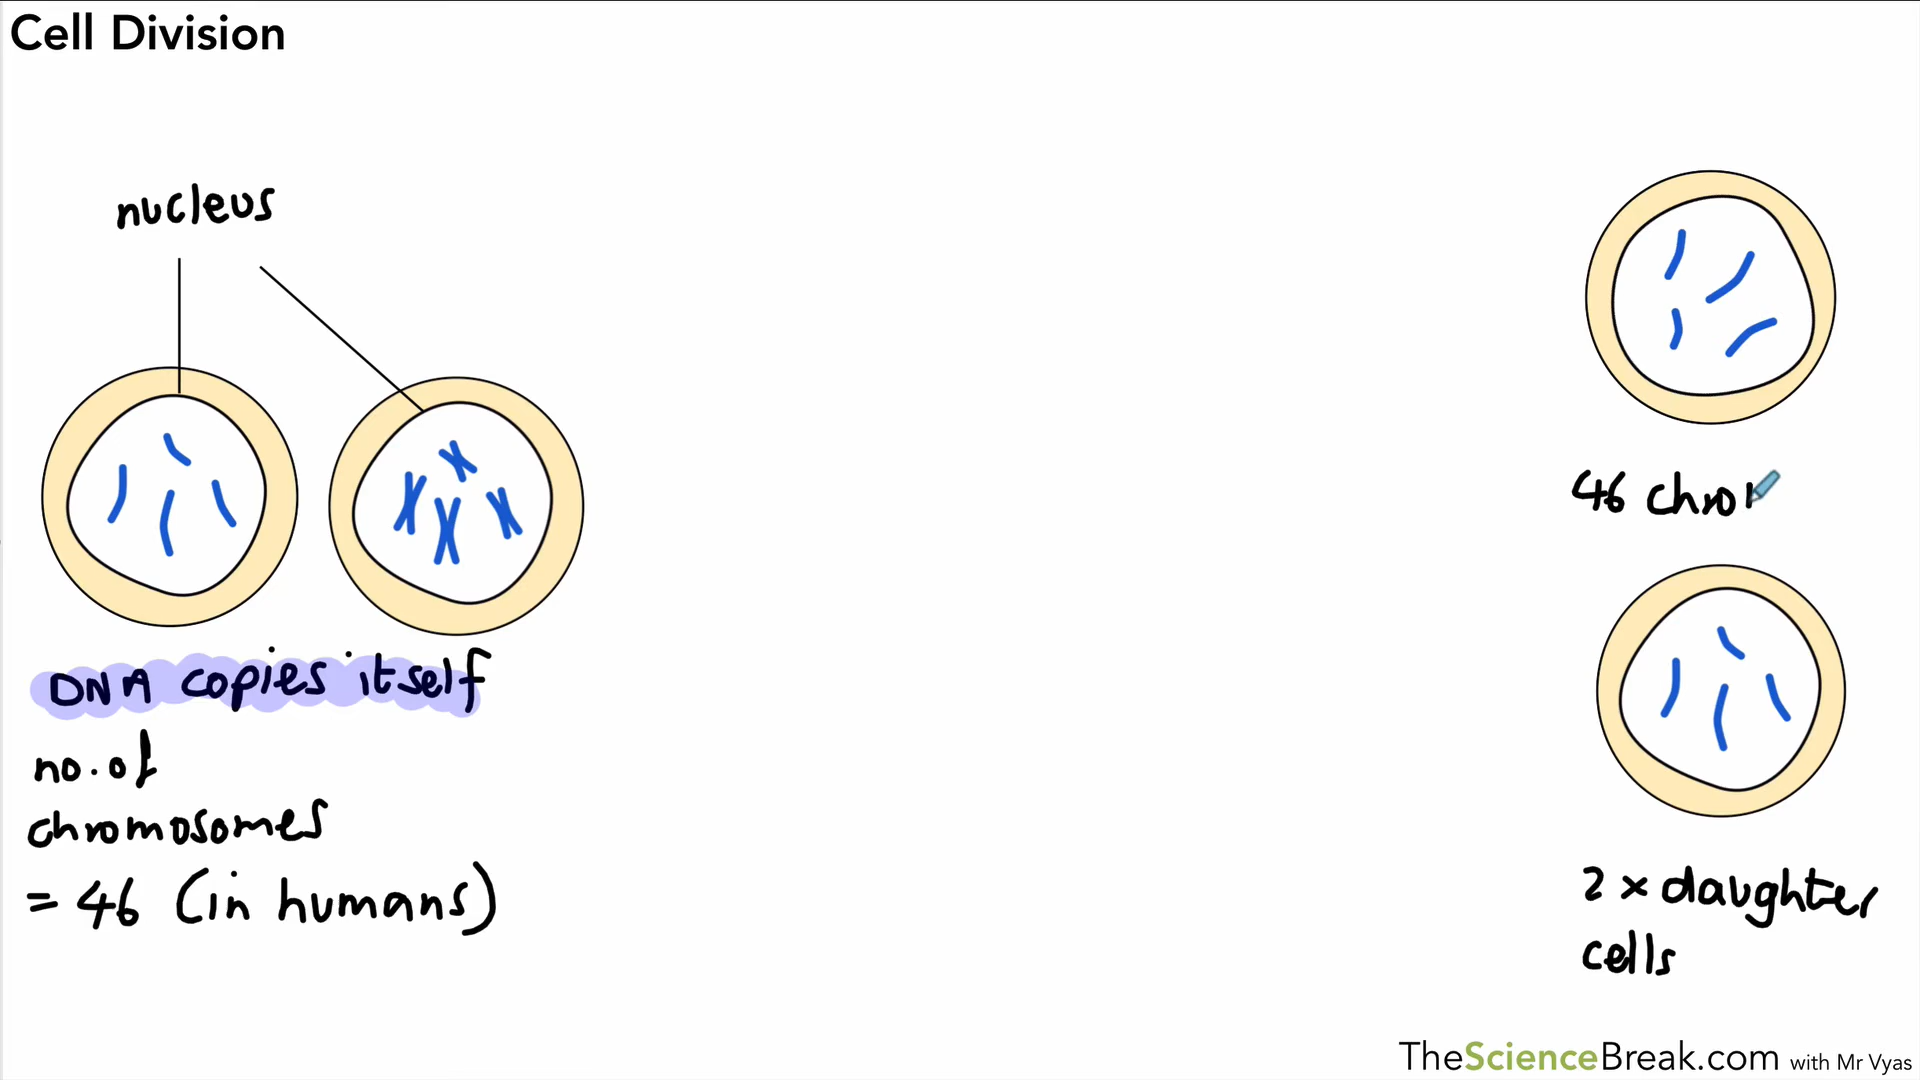 Cell Division
nucleus
DNA copies itself
no. of
chromosomes
= 46 (in humans)
46 chro
2 x daughter
cells
TheScienceBreak.com with Mr Vyas